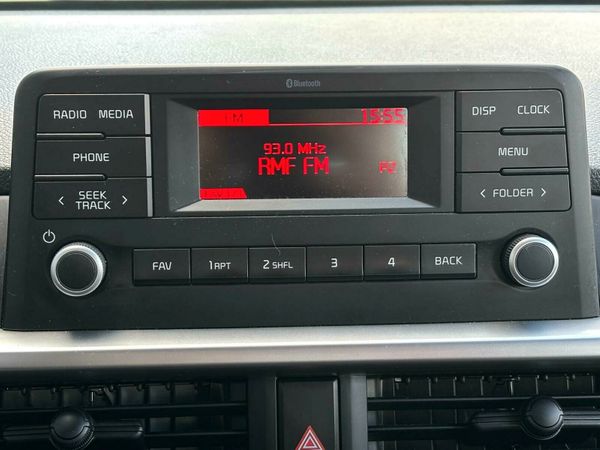 Bluetooth
RADIO MEDIA
PHONE
< SEEK TRACK >
FM 15:55
93.0 MHz
RMF FM P2
DISP CLOCK
MENU
< FOLDER >
FAV 1 RPT 2 SHFL 3 4 BACK